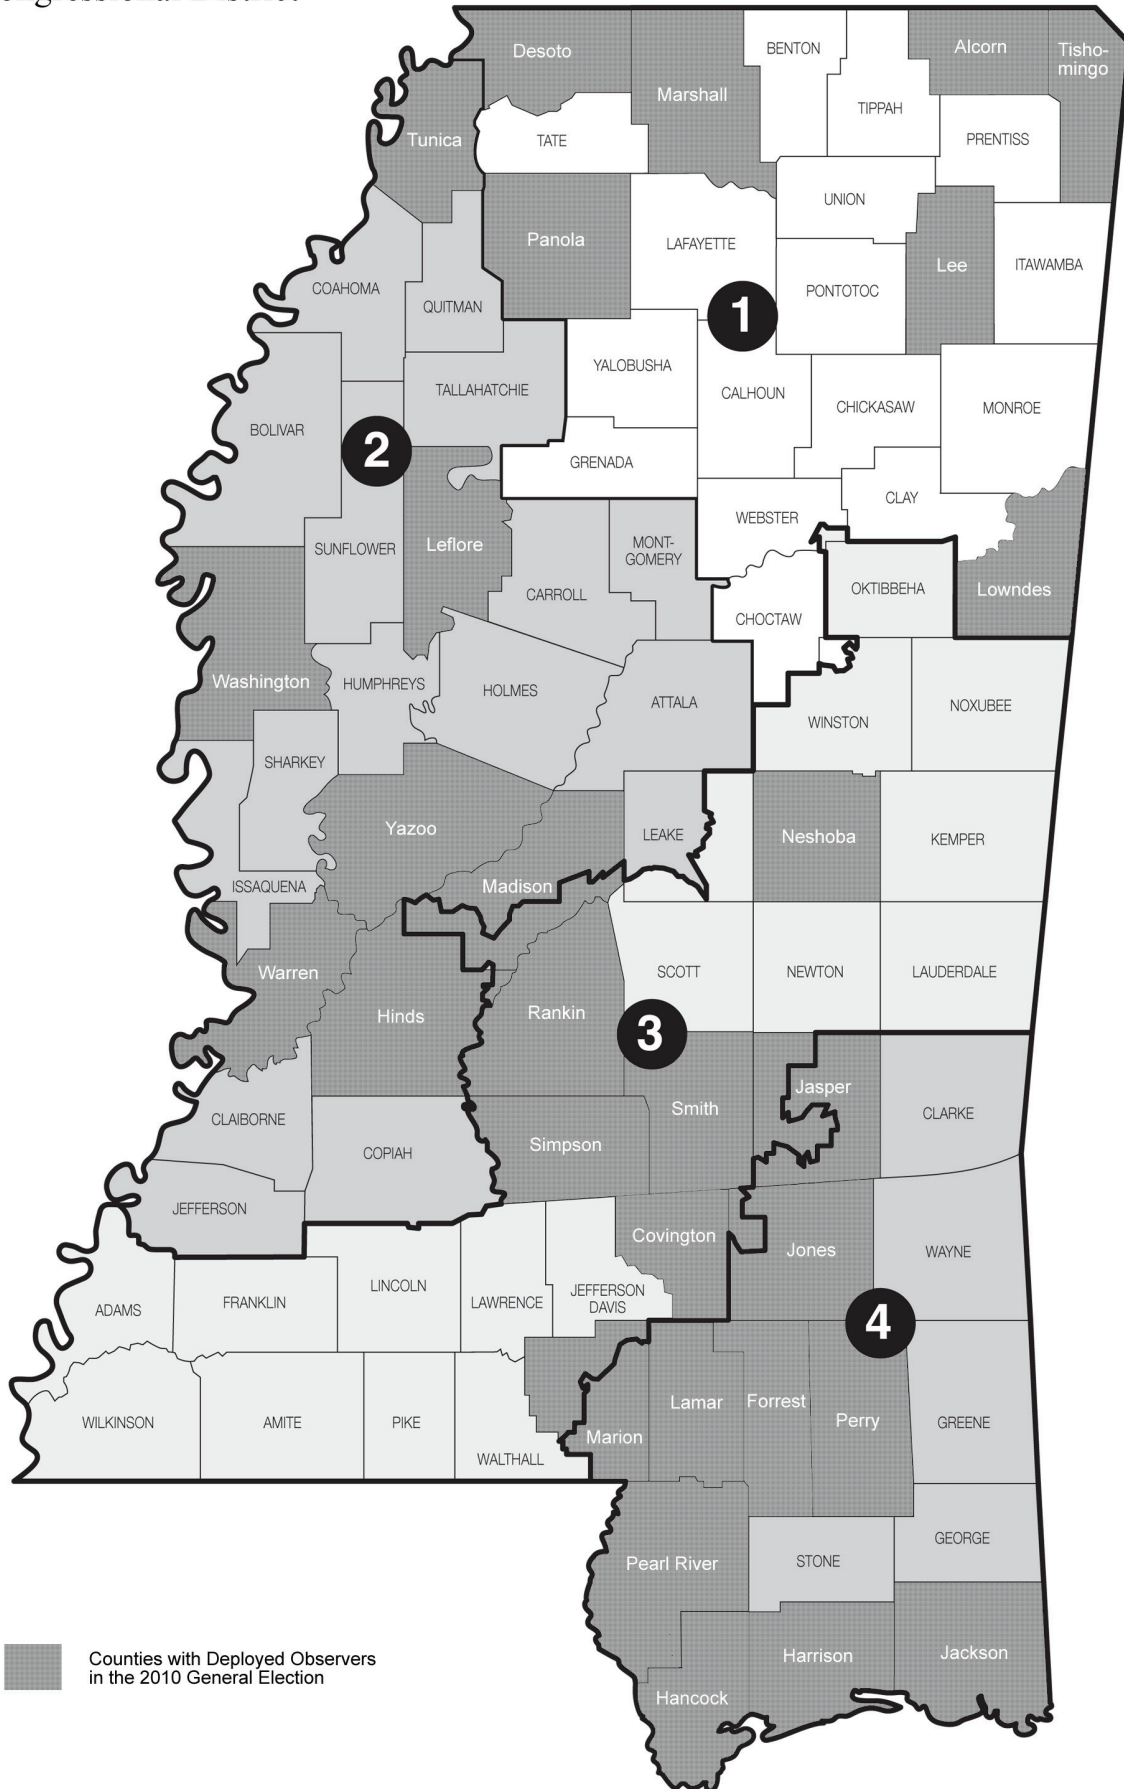 Desoto
BENTON
Alcorn
Tisho-
mingo
Marshall
TIPPAH
Tunica
TATE
PRENTISS
UNION
Panola
LAFAYETTE
Lee
ITAWAMBA
COAHOMA
QUITMAN
PONTOTOC
1
YALOBUSHA
TALLAHATCHIE
CALHOUN
CHICKASAW
MONROE
BOLIVAR
2
GRENADA
CLAY
WEBSTER
SUNFLOWER
Leflore
MONT-
GOMERY
CARROLL
OKTIBBEHA
Lowndes
CHOCTAW
Washington
HUMPHREYS
HOLMES
ATTALA
NOXUBEE
WINSTON
SHARKEY
Yazoo
LEAKE
Neshoba
KEMPER
ISSAQUENA
Madison
Warren
SCOTT
NEWTON
LAUDERDALE
Hinds
Rankin
3
Jasper
Smith
CLARKE
CLAIBORNE
COPIAH
Simpson
JEFFERSON
Covington
Jones
WAYNE
LINCOLN
JEFFERSON
DAVIS
ADAMS
FRANKLIN
LAWRENCE
4
Lamar
Forrest
Perry
WILKINSON
AMITE
PIKE
Marion
GREENE
WALTHALL
GEORGE
Pearl River
STONE
Counties with Deployed Observers
in the 2010 General Election
Harrison
Jackson
Hancock